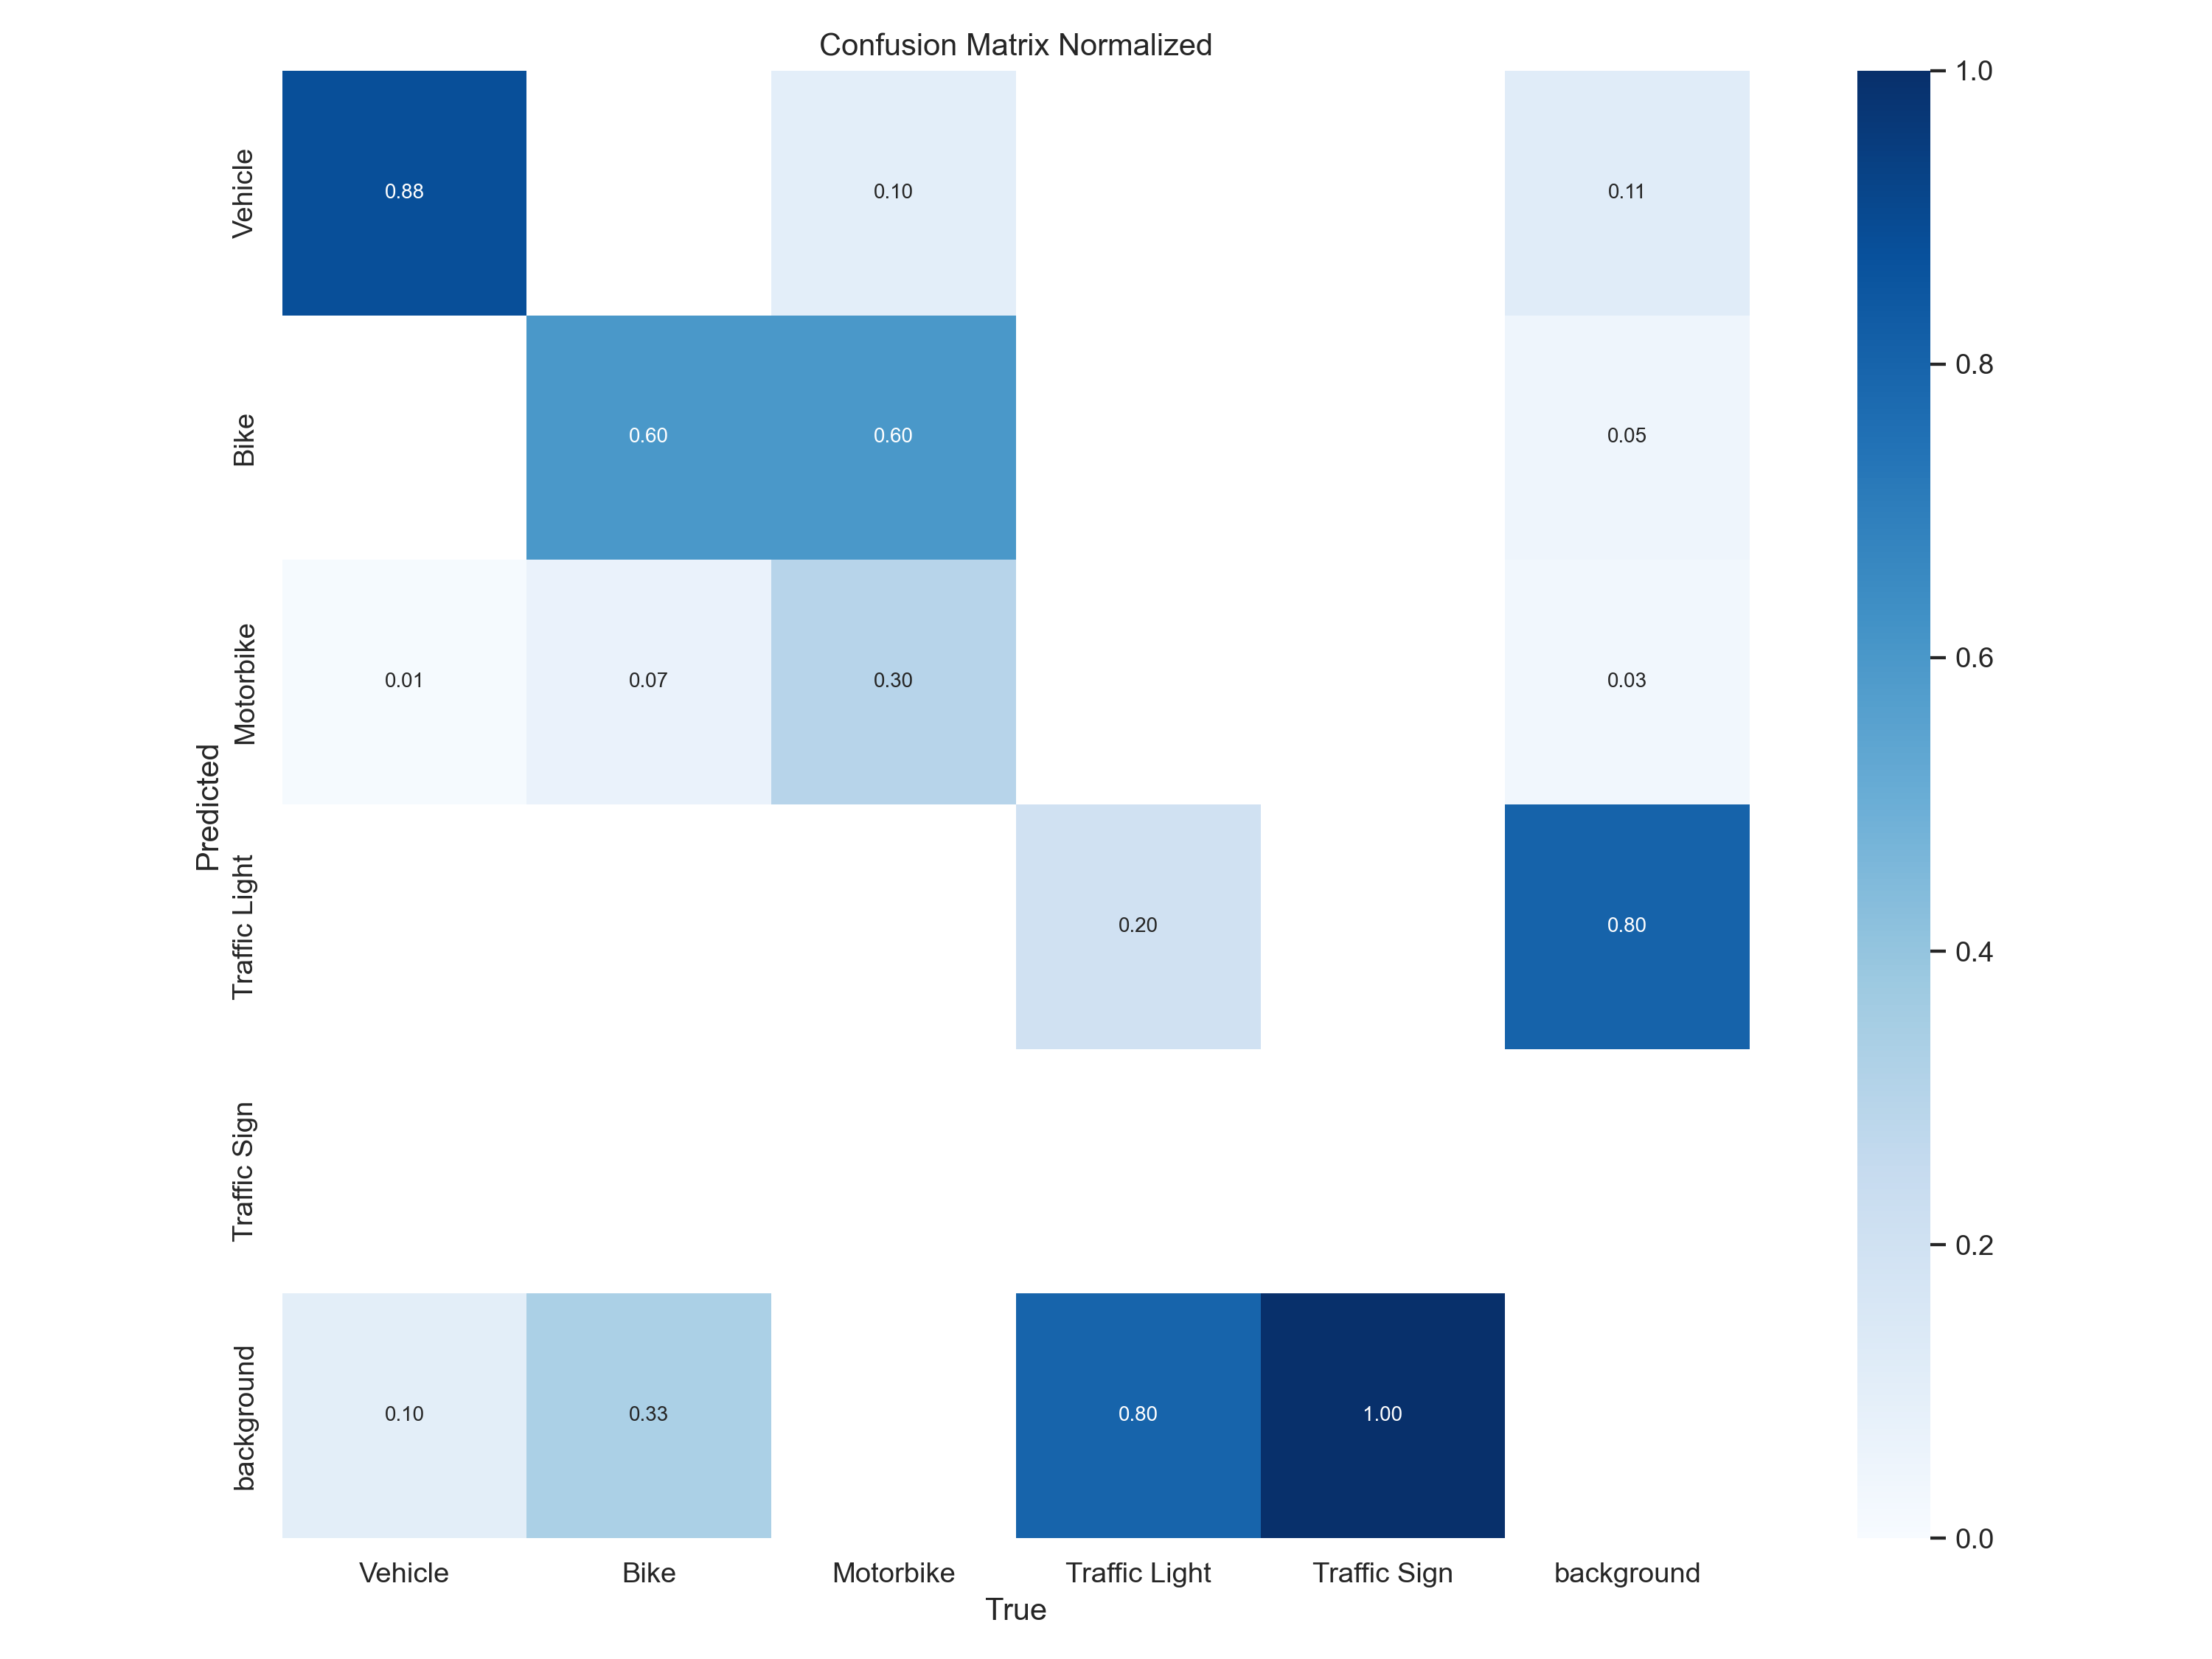 Confusion Matrix Normalized
Vehicle
0.88
0.10
0.11
Bike
0.60
0.60
0.05
Motorbike
0.01
0.07
0.30
0.03
Traffic Light
0.20
0.80
Traffic Sign
background
0.10
0.33
0.80
1.00
Predicted
Vehicle
Bike
Motorbike
Traffic Light
Traffic Sign
background
True
1.0
0.8
0.6
0.4
0.2
0.0